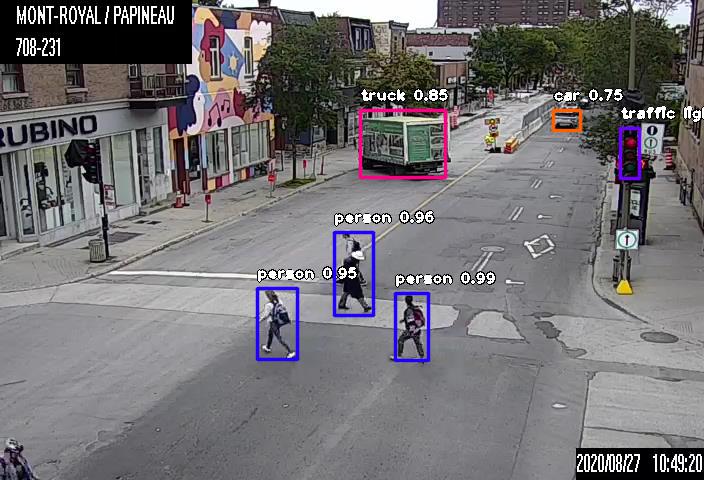 MONT-ROYAL / PAPINEAU
708-231
RUBINO
truck 0.85
car 0.75
traffic lig
person 0.96
person 0.95
person 0.99
2020/08/27 10:49:20